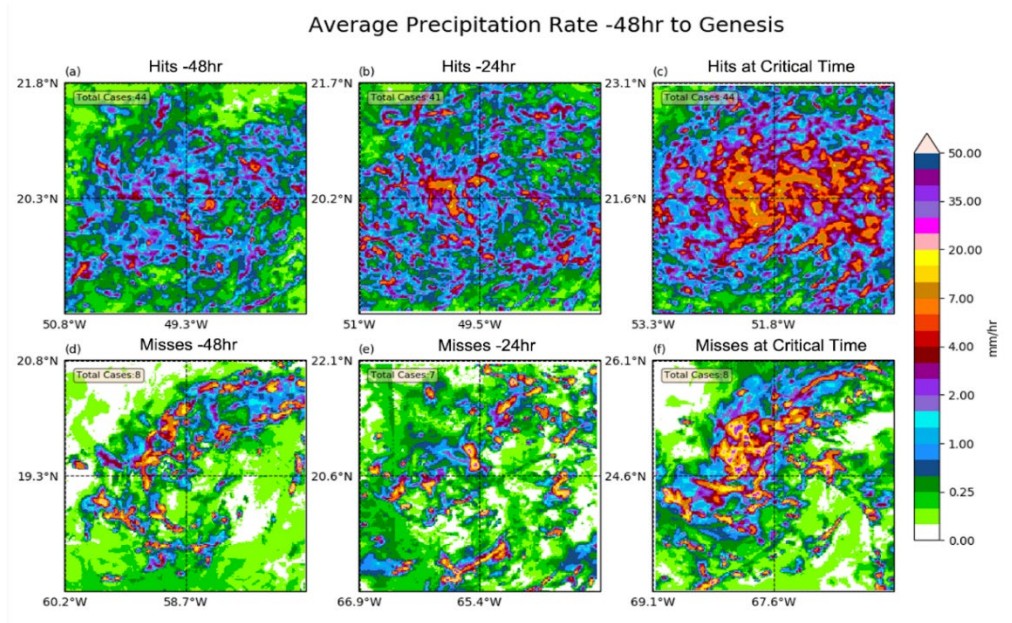 Average Precipitation Rate -48hr to Genesis
(a) Hits -48hr
(b) Hits -24hr
(c) Hits at Critical Time
21.8°N
Total Cases:44
20.3°N
50.8°W
49.3°W
21.7°N
Total Cases:41
20.2°N
51°W
49.5°W
23.1°N
Total Cases:44
21.6°N
53.3°W
51.8°W
(d) Misses -48hr
(e) Misses -24hr
(f) Misses at Critical Time
20.8°N
Total Cases:8
19.3°N
60.2°W
58.7°W
22.1°N
Total Cases:7
20.6°N
66.9°W
65.4°W
26.1°N
Total Cases:8
24.6°N
69.1°W
67.6°W
50.00
35.00
20.00
7.00
4.00
2.00
1.00
0.25
0.00
mm/hr